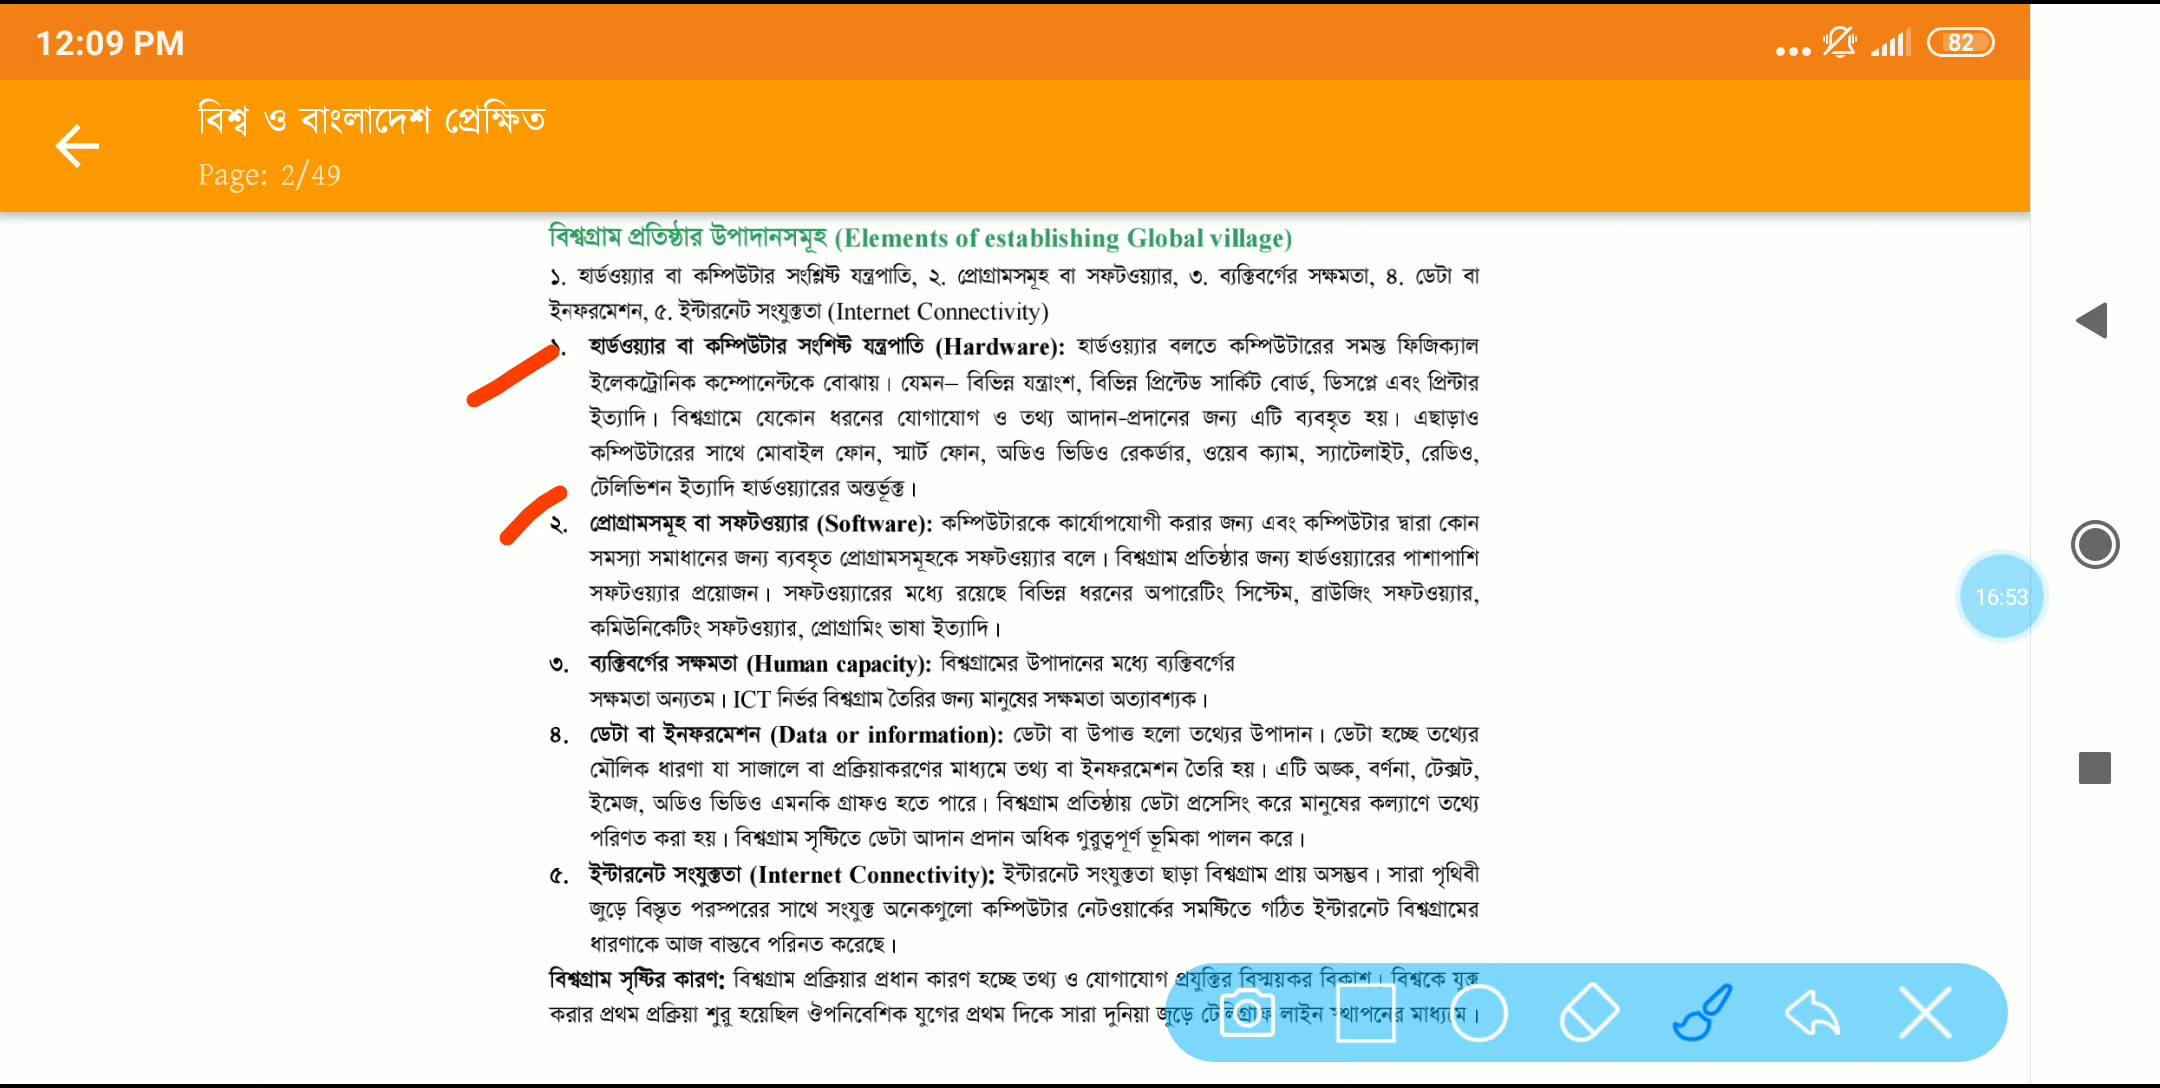 12:09 PM
82
বিশ্ব ও বাংলাদেশ প্রেক্ষিত
Page: 2/49
বিশ্বগ্রাম প্রতিষ্ঠার উপাদানসমূহ (Elements of establishing Global village)
১. হার্ডওয়্যার বা কম্পিউটার সংশ্লিষ্ট যন্ত্রপাতি, ২. প্রোগ্রামসমূহ বা সফটওয়্যার, ৩. ব্যক্তিবর্গের সক্ষমতা, ৪. ডেটা বা
ইনফরমেশন, ৫. ইন্টারনেট সংযুক্ততা (Internet Connectivity)
১. হার্ডওয়্যার বা কম্পিউটার সংশিষ্ট যন্ত্রপাতি (Hardware): হার্ডওয়্যার বলতে কম্পিউটারের সমস্ত ফিজিক্যাল
ইলেকট্রোনিক কম্পোনেন্টকে বোঝায়। যেমন– বিভিন্ন যন্ত্রাংশ, বিভিন্ন প্রিন্টেড সার্কিট বোর্ড, ডিসপ্লে এবং প্রিন্টার
ইত্যাদি। বিশ্বগ্রামে যেকোন ধরনের যোগাযোগ ও তথ্য আদান-প্রদানের জন্য এটি ব্যবহৃত হয়। এছাড়াও
কম্পিউটারের সাথে মোবাইল ফোন, স্মার্ট ফোন, অডিও ভিডিও রেকর্ডার, ওয়েব ক্যাম, স্যাটেলাইট, রেডিও,
টেলিভিশন ইত্যাদি হার্ডওয়্যারের অন্তর্ভূক্ত।
২. প্রোগ্রামসমূহ বা সফটওয়্যার (Software): কম্পিউটারকে কার্যোপযোগী করার জন্য এবং কম্পিউটার দ্বারা কোন
সমস্যা সমাধানের জন্য ব্যবহৃত প্রোগ্রামসমূহকে সফটওয়্যার বলে। বিশ্বগ্রাম প্রতিষ্ঠার জন্য হার্ডওয়্যারের পাশাপাশি
সফটওয়্যার প্রয়োজন। সফটওয়্যারের মধ্যে রয়েছে বিভিন্ন ধরনের অপারেটিং সিস্টেম, ব্রাউজিং সফটওয়্যার,
কমিউনিকেটিং সফটওয়্যার, প্রোগ্রামিং ভাষা ইত্যাদি।
16:53
৩. ব্যক্তিবর্গের সক্ষমতা (Human capacity): বিশ্বগ্রামের উপাদানের মধ্যে ব্যক্তিবর্গের
সক্ষমতা অন্যতম। ICT নির্ভর বিশ্বগ্রাম তৈরির জন্য মানুষের সক্ষমতা অত্যাবশ্যক।
৪. ডেটা বা ইনফরমেশন (Data or information): ডেটা বা উপাত্ত হলো তথ্যের উপাদান। ডেটা হচ্ছে তথ্যের
মৌলিক ধারণা যা সাজালে বা প্রক্রিয়াকরণের মাধ্যমে তথ্য বা ইনফরমেশন তৈরি হয়। এটি অঙ্ক, বর্ণনা, টেক্সট,
ইমেজ, অডিও ভিডিও এমনকি গ্রাফও হতে পারে। বিশ্বগ্রাম প্রতিষ্ঠায় ডেটা প্রসেসিং করে মানুষের কল্যাণে তথ্যে
পরিণত করা হয়। বিশ্বগ্রাম সৃষ্টিতে ডেটা আদান প্রদান অধিক গুরুত্বপূর্ণ ভূমিকা পালন করে।
৫. ইন্টারনেট সংযুক্ততা (Internet Connectivity): ইন্টারনেট সংযুক্ততা ছাড়া বিশ্বগ্রাম প্রায় অসম্ভব। সারা পৃথিবী
জুড়ে বিস্তৃত পরস্পরের সাথে সংযুক্ত অনেকগুলো কম্পিউটার নেটওয়ার্কের সমষ্টিতে গঠিত ইন্টারনেট বিশ্বগ্রামের
ধারণাকে আজ বাস্তবে পরিনত করেছে।
বিশ্বগ্রাম সৃষ্টির কারণ: বিশ্বগ্রাম প্রক্রিয়ার প্রধান কারণ হচ্ছে তথ্য ও যোগাযোগ প্রযুক্তির বিস্ময়কর বিকাশ। বিশ্বকে যুক্ত
করার প্রথম প্রক্রিয়া শুরু হয়েছিল ঔপনিবেশিক যুগের প্রথম দিকে সারা দুনিয়া জুড়ে টেলিগ্রাফ লাইন স্থাপনের মাধ্যমে।